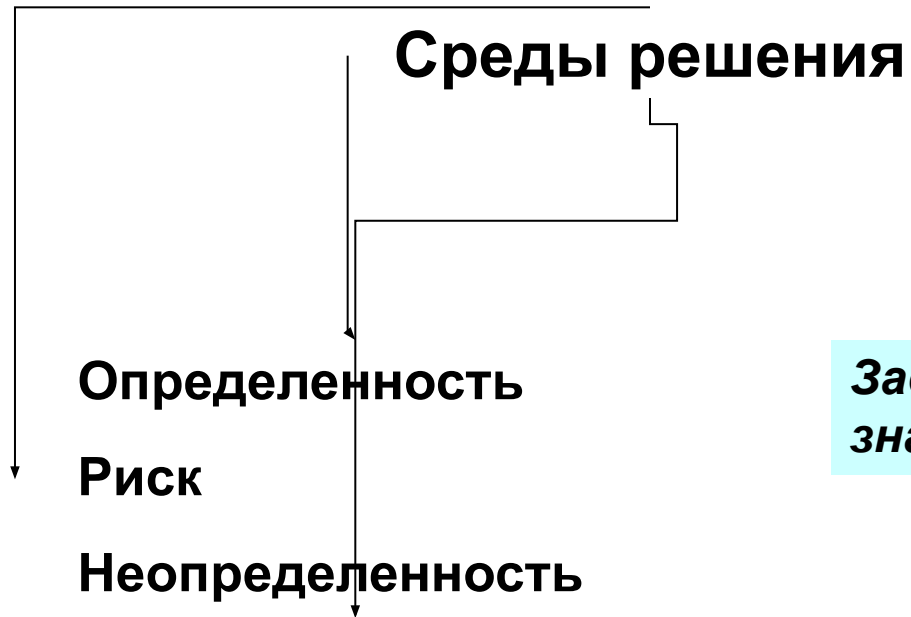 Среды решения
Определенность
Риск
Неопределенность